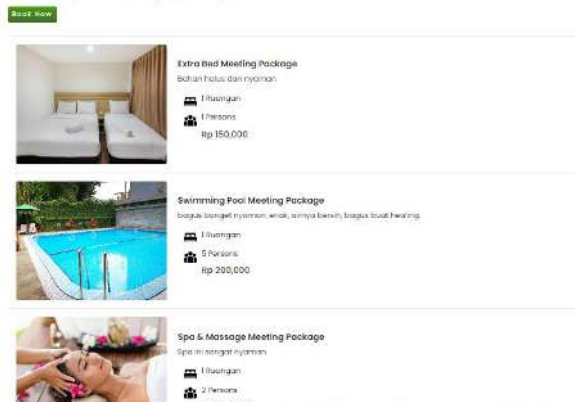 Book Now
Extra Bed Meeting Package
Bahan halus dan nyaman
1 Ruangan
1 Persons
Rp 150,000
Swimming Pool Meeting Package
bagus banget nyaman, enak, airnya bersih, bagus buat healing.
1 Ruangan
5 Persons
Rp 200,000
Spa & Massage Meeting Package
Spa ini sangat nyaman
1 Ruangan
2 Persons